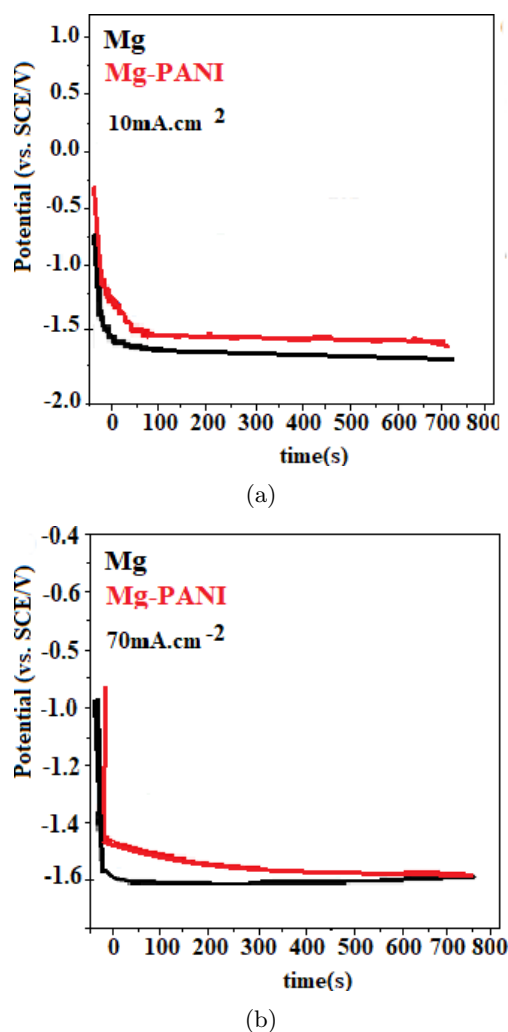 1.0
Mg
Mg-PANI
0.5
10mA.cm 2
0.0
-0.5
-1.0
-1.5
-2.0
Potential (vs. SCE/V)
0 100 200 300 400 500 600 700 800
time(s)
(a)
-0.4
Mg
-0.6
Mg-PANI
70mA.cm -2
-0.5
-1.0
-1.2
-1.4
-1.6
Potential (vs. SCE/V)
0 100 200 300 400 500 600 700 800
time(s)
(b)